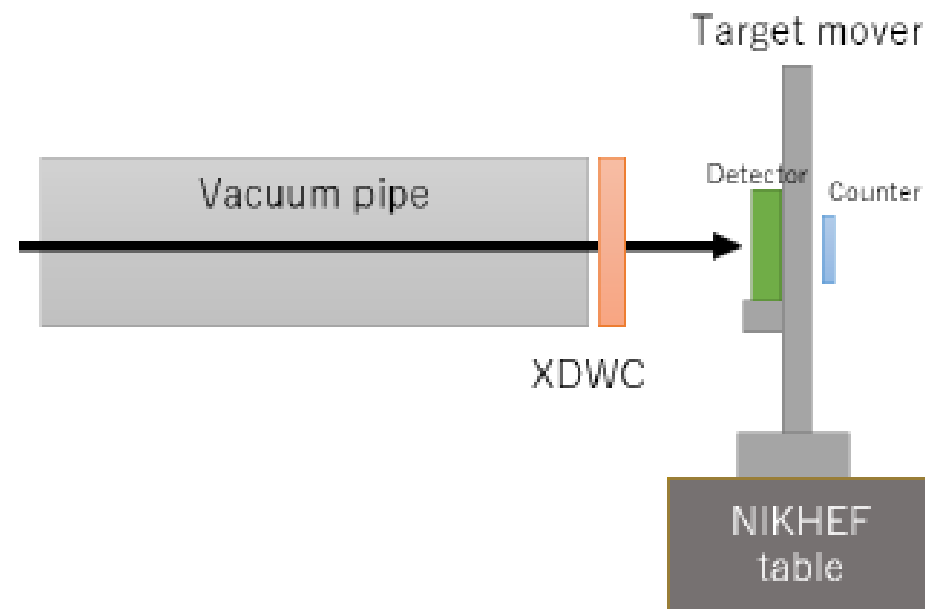 Target mover
Detector
Counter
Vacuum pipe
XDWC
NIKHEF
table